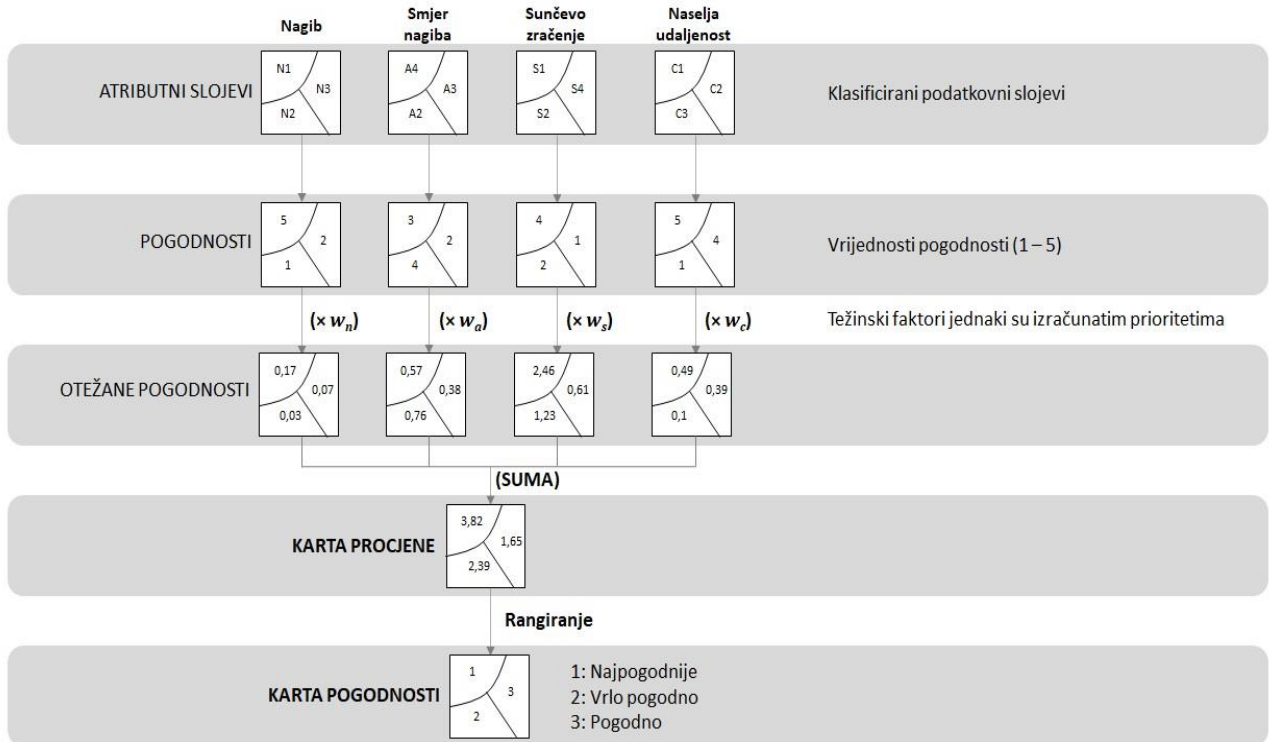 Nagib
Smjer
nagiba
Sunčevo
zračenje
Naselja
udaljenost
ATRIBUTNI SLOJEVI
N1
N3
N2
A4
A3
A2
S1
S4
S2
C1
C2
C3
Klasificirani podatkovni slojevi
POGODNOSTI
5
2
1
3
2
4
4
1
2
5
4
1
Vrijednosti pogodnosti (1 – 5)
(× wn)
(× wa)
(× ws)
(× wc)
Težinski faktori jednaki su izračunatim prioritetima
OTEŽANE POGODNOSTI
0,17
0,07
0,03
0,57
0,38
0,76
2,46
0,61
1,23
0,49
0,39
0,1
(SUMA)
KARTA PROCJENE
3,82
1,65
2,39
Rangiranje
KARTA POGODNOSTI
1
3
2
1: Najpogodnije
2: Vrlo pogodno
3: Pogodno